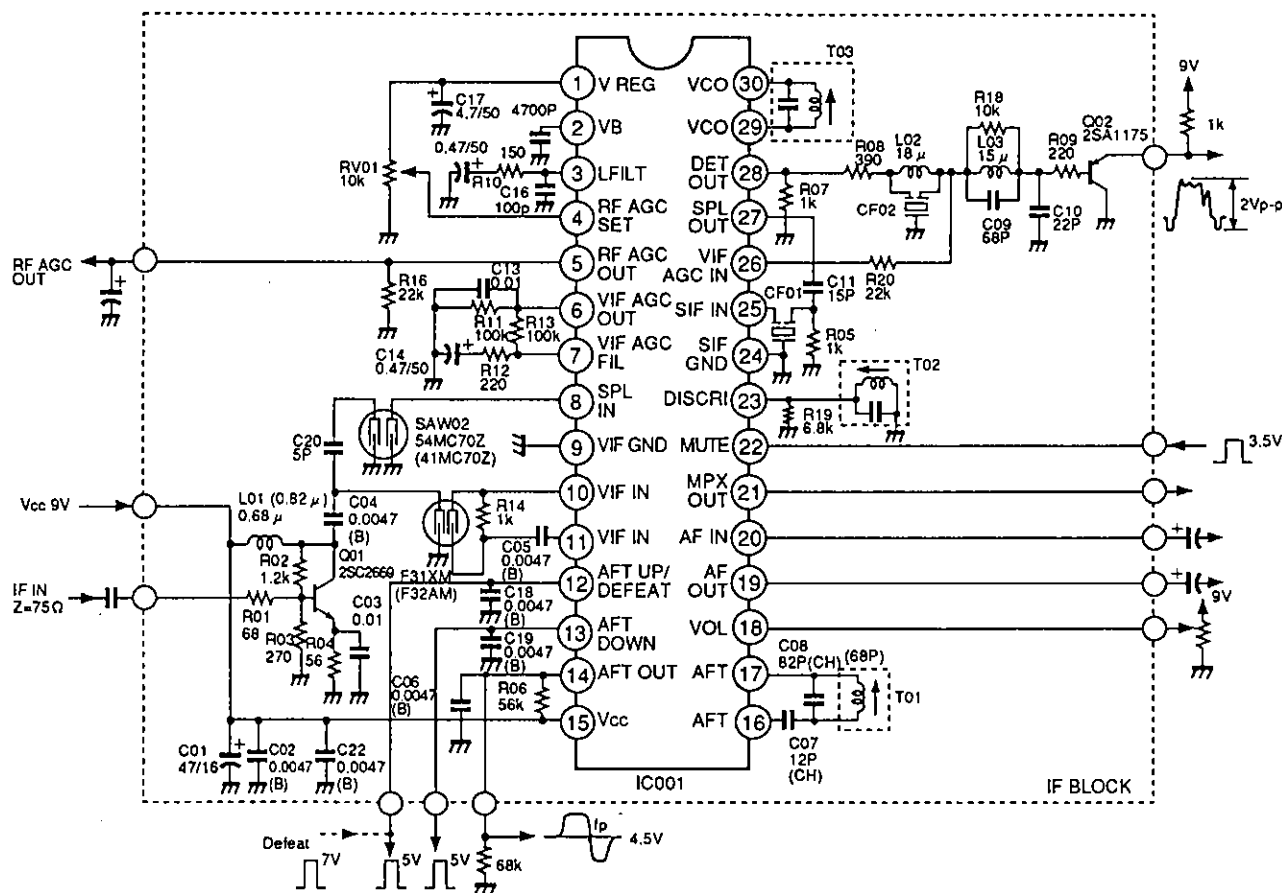 T03
1
V REG
VCO
30
C17
4.7/50
4700P
2
VB
VCO
29
0.47/50
150
R10
3
LFILT
DET
OUT
28
RV01
10k
C16
100p
4
RF AGC
SET
SPL
OUT
27
R08
390
L02
18μ
CF02
R07
1k
R18
10k
L03
15μ
C09
68P
C10
22P
R09
220
Q02
2SA1175
9V
1k
2Vp-p
RF AGC
OUT
R16
22k
5
RF AGC
OUT
VIF
AGC IN
26
R20
22k
C13
0.01
R11
100k
R13
100k
6
VIF AGC
OUT
SIF IN
25
CF01
C11
15P
R05
1k
C14
0.47/50
R12
220
7
VIF AGC
FIL
SIF
GND
24
T02
8
SPL
IN
DISCRI
23
R19
6.8k
C20
5P
SAW02
54MC70Z
(41MC70Z)
9
VIF GND
MUTE
22
3.5V
Vcc 9V
L01 (0.82μ)
0.68μ
C04
0.0047
(B)
R14
1k
10
VIF IN
MPX
OUT
21
C05
0.0047
(B)
11
VIF IN
AF IN
20
R02
1.2k
Q01
2SC2669
F31XM
(F32AM)
12
AFT UP/
DEFEAT
AF
OUT
19
9V
IF IN
Z=75Ω
R01
68
R03
270
R04
56
C03
0.01
C18
0.0047
(B)
13
AFT
DOWN
VOL
18
C19
0.0047
(B)
C06
0.0047
(B)
R06
56k
14
AFT OUT
AFT
17
C08
82P(CH)
(68P)
T01
15
Vcc
AFT
16
C07
12P
(CH)
C01
47/16
C02
0.0047
(B)
C22
0.0047
(B)
IC001
IF BLOCK
Defeat
7V
5V
5V
68k
fp
4.5V